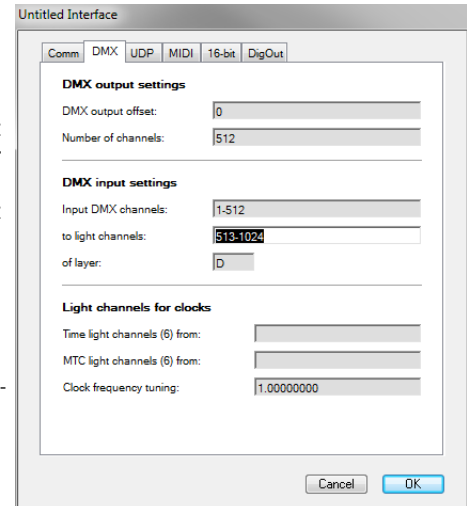 Untitled Interface
Comm DMX UDP MIDI 16-bit DigOut
DMX output settings
DMX output offset: 0
Number of channels: 512
DMX input settings
Input DMX channels: 1-512
to light channels: 513-1024
of layer: D
Light channels for clocks
Time light channels (6) from:
MTC light channels (6) from:
Clock frequency tuning: 1.00000000
Cancel OK